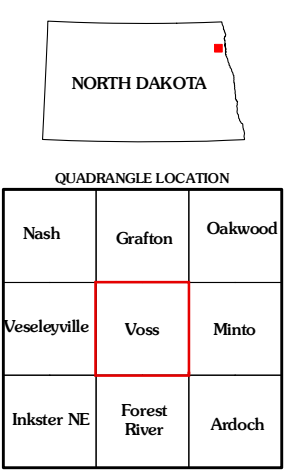 NORTH DAKOTA
QUADRANGLE LOCATION
Nash
Grafton
Oakwood
Veseleyville
Voss
Minto
Inkster NE
Forest
River
Ardoch